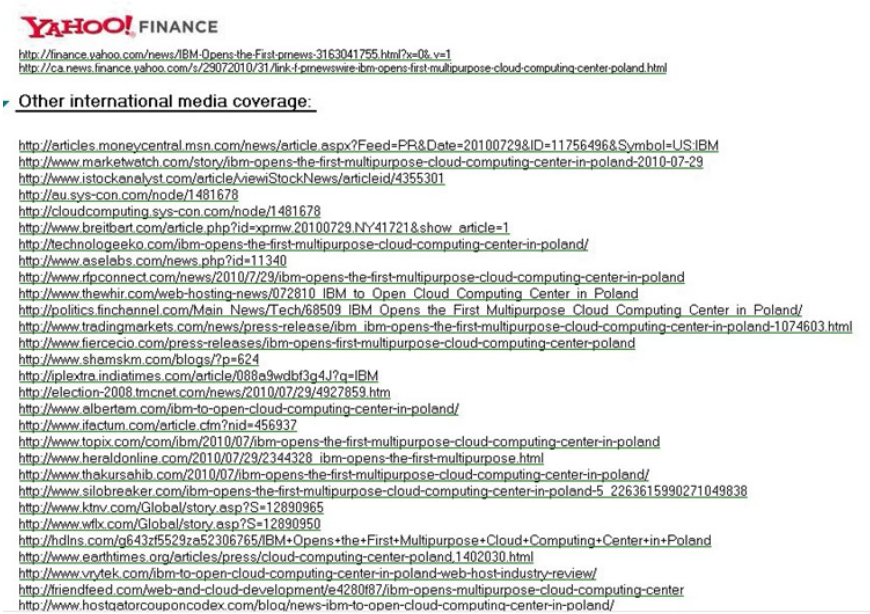 YAHOO! FINANCE
http://finance.yahoo.com/news/IBM-Opens-the-First-prnews-3163041755.html?x=0&.v=1
http://ca.news.finance.yahoo.com/s/29072010/31/link-f-prnewswire-ibm-opens-first-multipurpose-cloud-computing-center-poland.html
Other international media coverage:
http://articles.moneycentral.msn.com/news/article.aspx?Feed=PR&Date=20100729&ID=11756496&Symbol=US:IBM
http://www.marketwatch.com/story/ibm-opens-the-first-multipurpose-cloud-computing-center-in-poland-2010-07-29
http://www.istockanalyst.com/article/viewiStockNews/articleid/4355301
http://au.sys-con.com/node/1481678
http://cloudcomputing.sys-con.com/node/1481678
http://www.breitbart.com/article.php?id=xprnw.20100729.NY41721&show_article=1
http://technologeeko.com/ibm-opens-the-first-multipurpose-cloud-computing-center-in-poland/
http://www.aselabs.com/news.php?id=11340
http://www.rfpconnect.com/news/2010/7/29/ibm-opens-the-first-multipurpose-cloud-computing-center-in-poland
http://www.thewhir.com/web-hosting-news/072810_IBM_to_Open_Cloud_Computing_Center_in_Poland
http://politics.finchannel.com/Main_News/Tech/68509_IBM_Opens_the_First_Multipurpose_Cloud_Computing_Center_in_Poland/
http://www.tradingmarkets.com/news/press-release/ibm_ibm-opens-the-first-multipurpose-cloud-computing-center-in-poland-1074603.html
http://www.fiercecio.com/press-releases/ibm-opens-first-multipurpose-cloud-computing-center-poland
http://www.shamskm.com/blogs/?p=624
http://iplextra.indiatimes.com/article/088a9wdbf3g4J?q=IBM
http://election-2008.tmcnet.com/news/2010/07/29/4927859.htm
http://www.albertam.com/ibm-to-open-cloud-computing-center-in-poland/
http://www.ifactum.com/article.cfm?nid=456937
http://www.topix.com/com/ibm/2010/07/ibm-opens-the-first-multipurpose-cloud-computing-center-in-poland
http://www.heraldonline.com/2010/07/29/2344328_ibm-opens-the-first-multipurpose.html
http://www.thakursahib.com/2010/07/ibm-opens-the-first-multipurpose-cloud-computing-center-in-poland/
http://www.silobreaker.com/ibm-opens-the-first-multipurpose-cloud-computing-center-in-poland-5_2263615990271049838
http://www.ktnv.com/Global/story.asp?S=12890965
http://www.wflx.com/Global/story.asp?S=12890950
http://hdlns.com/g643zf5529za52306765/IBM+Opens+the+First+Multipurpose+Cloud+Computing+Center+in+Poland
http://www.earthtimes.org/articles/press/cloud-computing-center-poland,1402030.html
http://www.vrytek.com/ibm-to-open-cloud-computing-center-in-poland-web-host-industry-review/
http://friendfeed.com/web-and-cloud-development/e4280f87/ibm-opens-multipurpose-cloud-computing-center
http://www.hostgatorcouponcodex.com/blog/news-ibm-to-open-cloud-computing-center-in-poland/